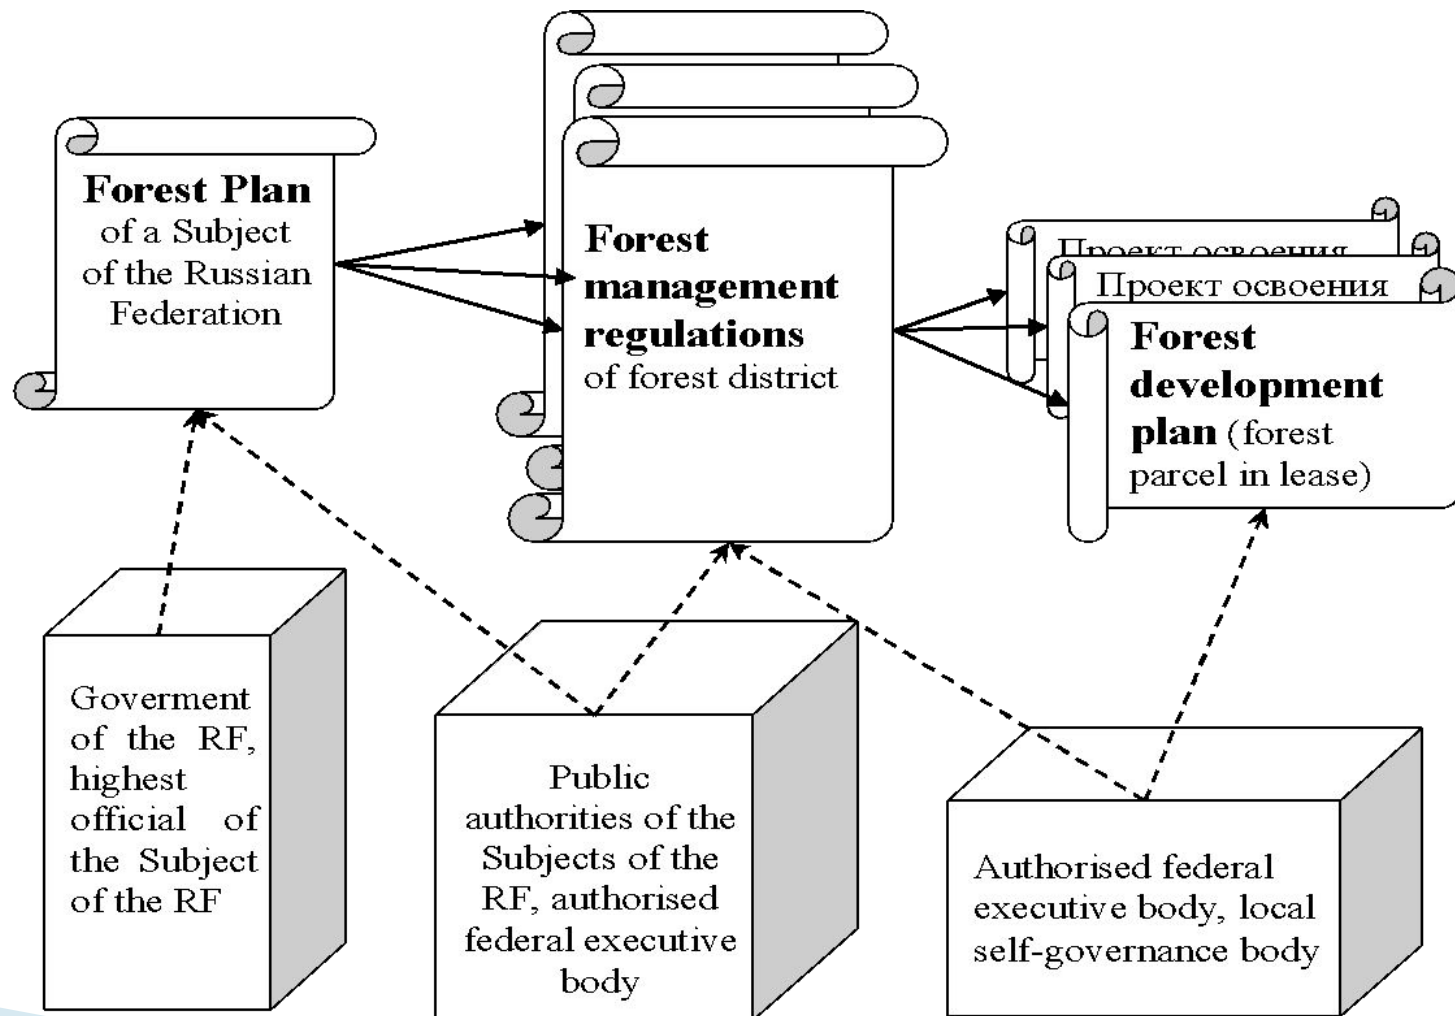 Forest Plan
of a Subject
of the Russian
Federation
Forest
management
regulations
of forest district
Проект освоения
Проект освоения
Forest
development
plan (forest
parcel in lease)
Goverment
of the RF,
highest
official of
the Subject
of the RF
Public
authorities of the
Subjects of the
RF, authorised
federal executive
body
Authorised federal
executive body, local
self-governance body